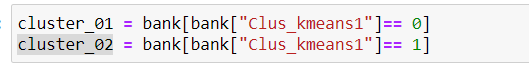 cluster_01 = bank[bank["Clus_kmeans1"]== 0]
cluster_02 = bank[bank["Clus_kmeans1"]== 1]